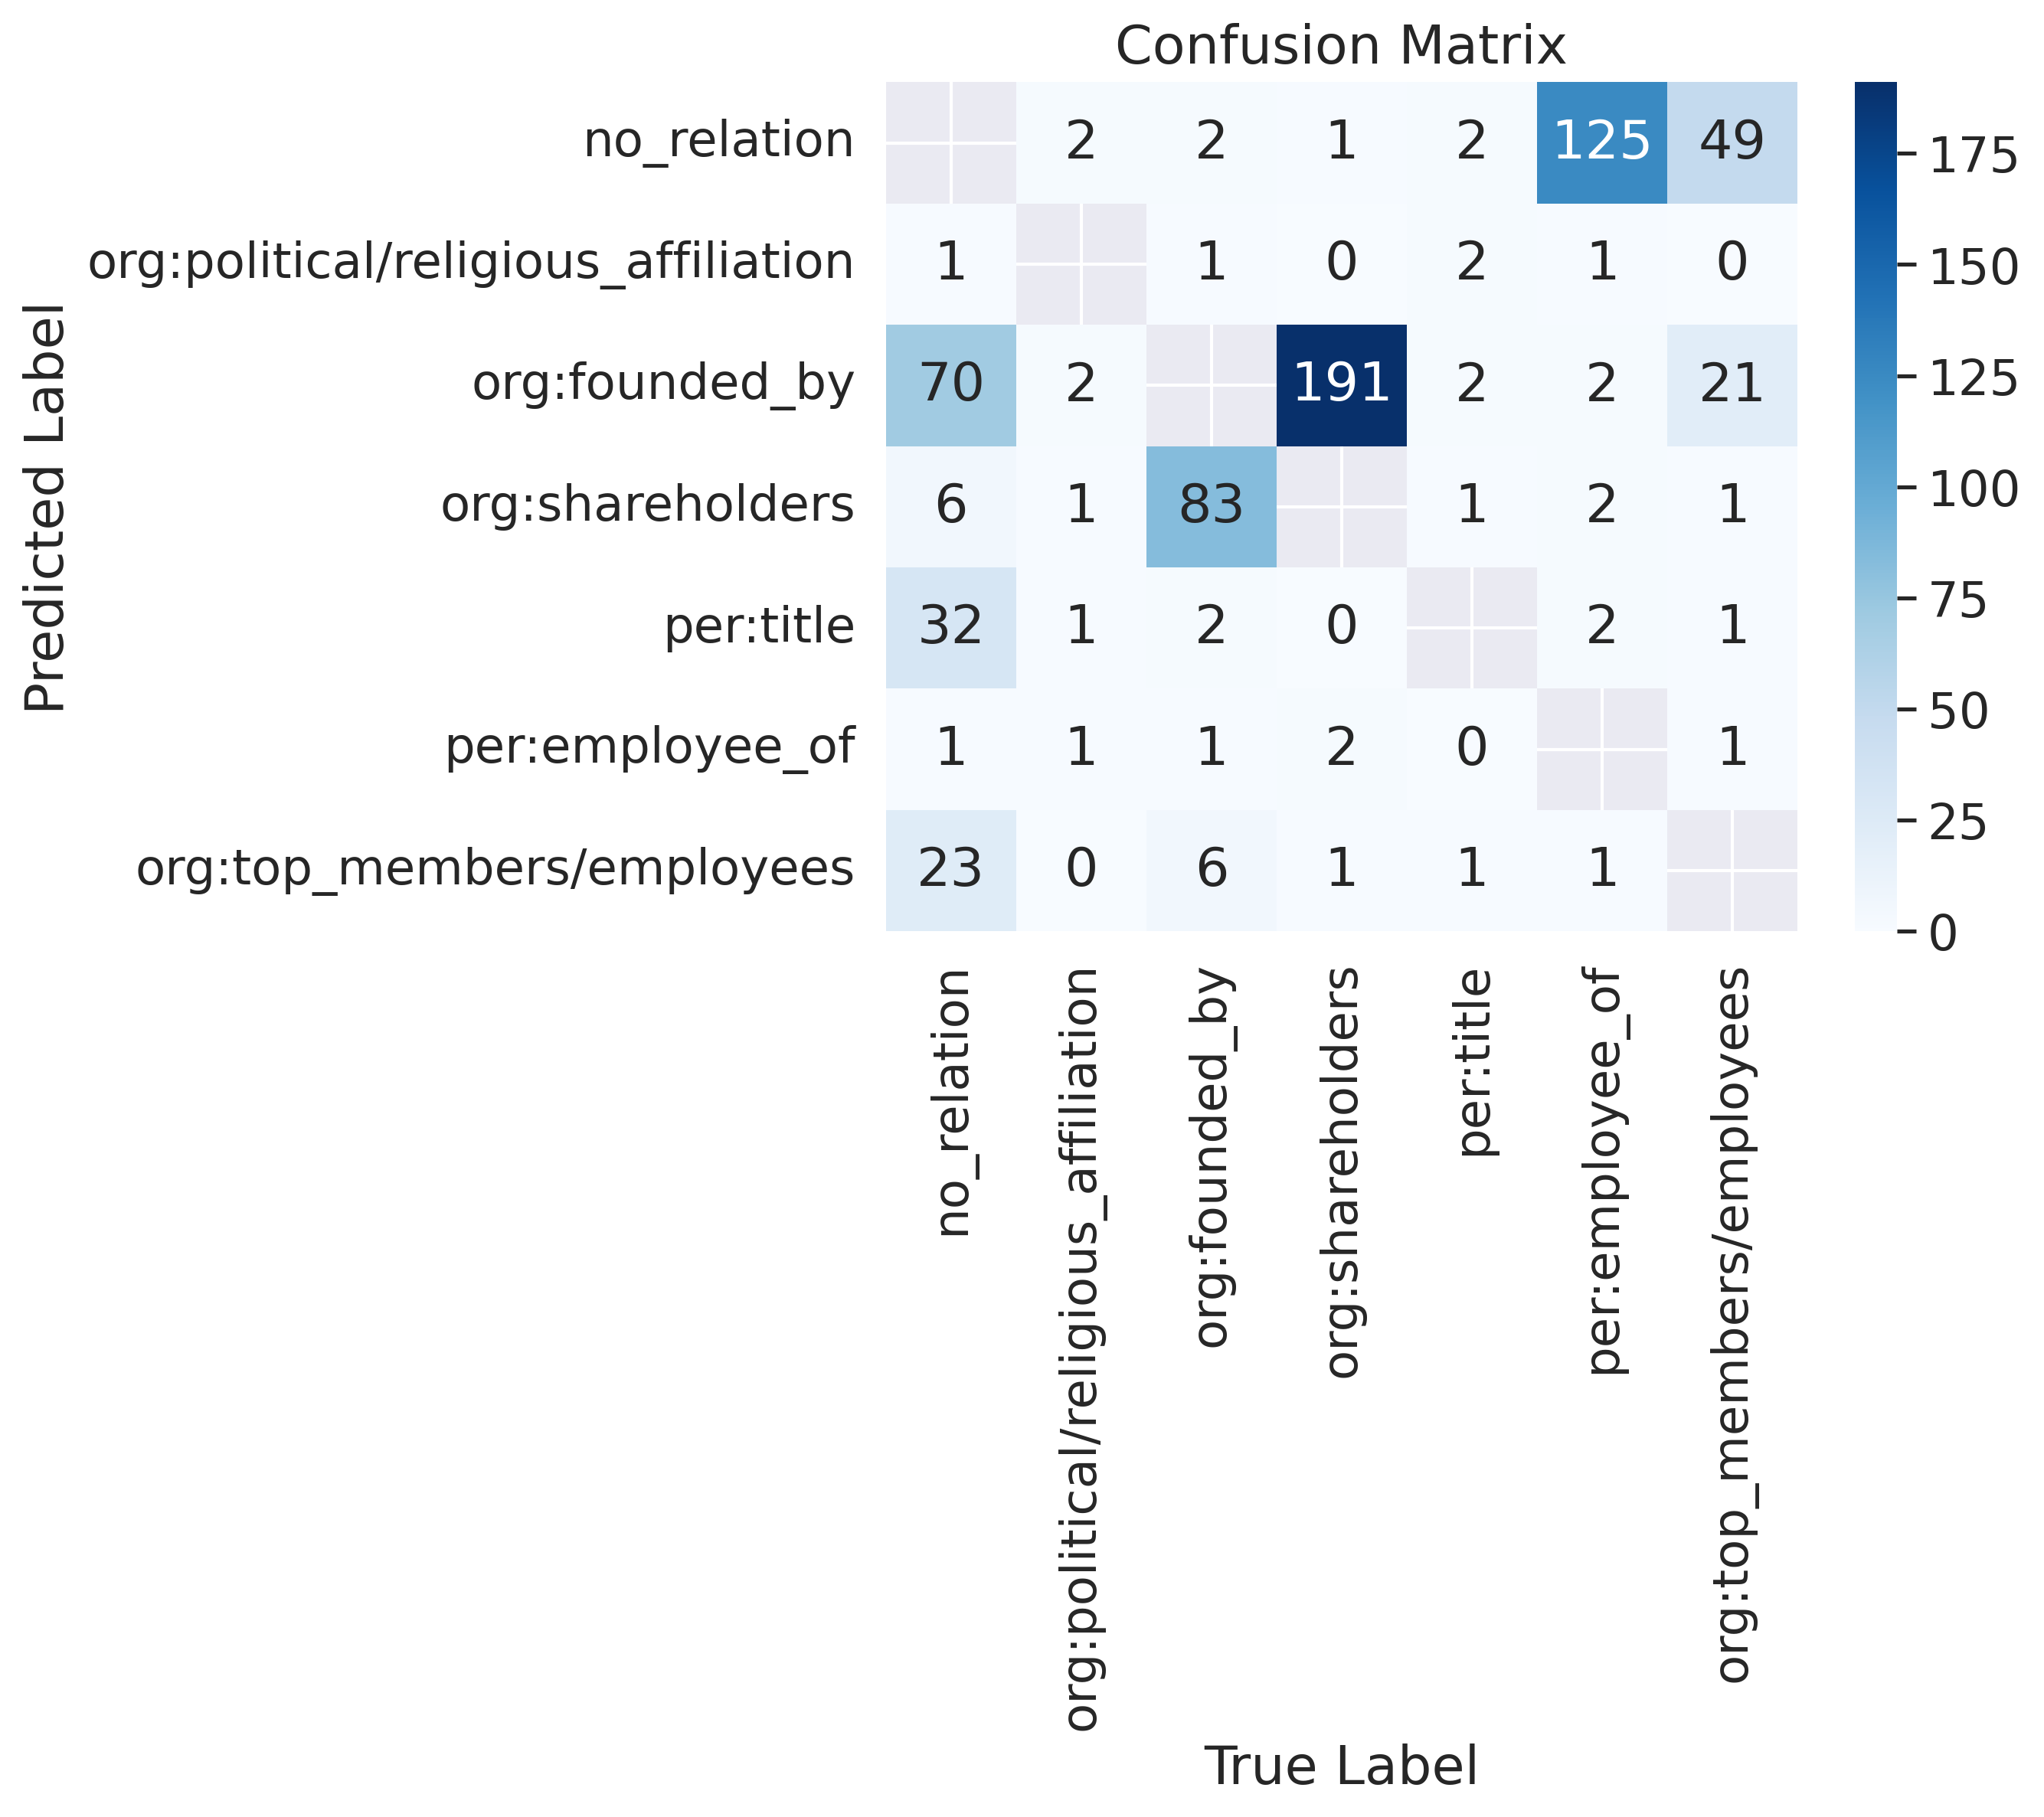 Confusion Matrix
Predicted Label
no_relation 2 2 1 2 125 49
org:political/religious_affiliation 1 1 0 2 1 0
org:founded_by 70 2 191 2 2 21
org:shareholders 6 1 83 1 2 1
per:title 32 1 2 0 2 1
per:employee_of 1 1 1 2 0 1
org:top_members/employees 23 0 6 1 1 1
no_relation
org:political/religious_affiliation
org:founded_by
org:shareholders
per:title
per:employee_of
org:top_members/employees
True Label
175
150
125
100
75
50
25
0